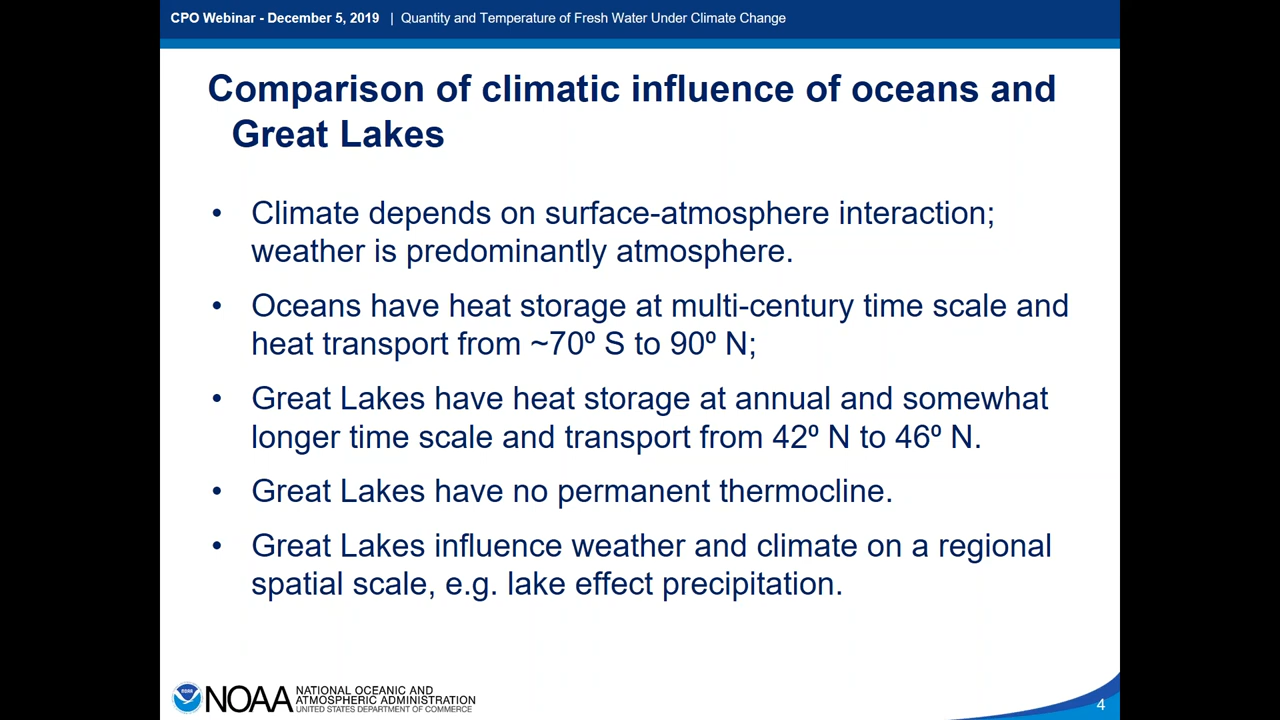 CPO Webinar - December 5, 2019 | Quantity and Temperature of Fresh Water Under Climate Change
Comparison of climatic influence of oceans and
Great Lakes
• Climate depends on surface-atmosphere interaction;
weather is predominantly atmosphere.
• Oceans have heat storage at multi-century time scale and
heat transport from ~70º S to 90º N;
• Great Lakes have heat storage at annual and somewhat
longer time scale and transport from 42º N to 46º N.
• Great Lakes have no permanent thermocline.
• Great Lakes influence weather and climate on a regional
spatial scale, e.g. lake effect precipitation.
NOAA
NATIONAL OCEANIC AND
ATMOSPHERIC ADMINISTRATION
UNITED STATES DEPARTMENT OF COMMERCE
4